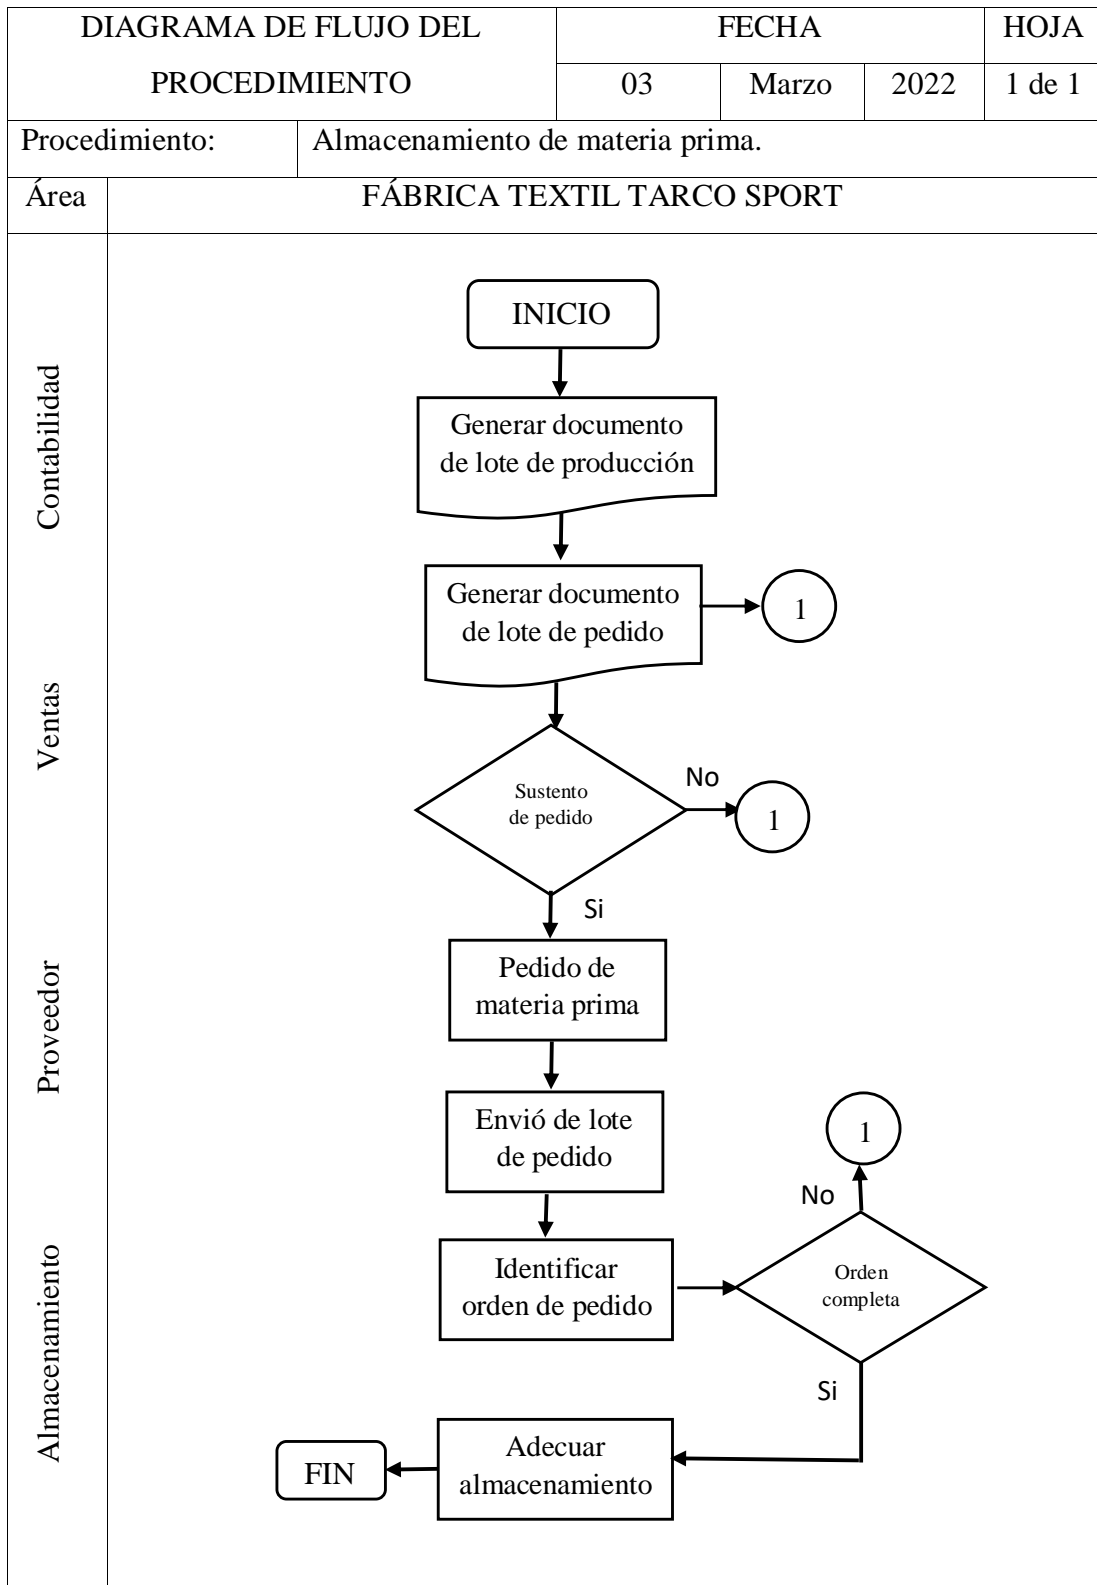 DIAGRAMA DE FLUJO DEL
PROCEDIMIENTO
FECHA
HOJA
03
Marzo
2022
1 de 1
Procedimiento:
Almacenamiento de materia prima.
Área
FÁBRICA TEXTIL TARCO SPORT
Contabilidad
INICIO
Generar documento
de lote de producción
Generar documento
de lote de pedido
1
Ventas
Sustento
de pedido
No
1
Si
Proveedor
Pedido de
materia prima
Envió de lote
de pedido
1
No
Almacenamiento
Identificar
orden de pedido
Orden
completa
Si
Adecuar
almacenamiento
FIN